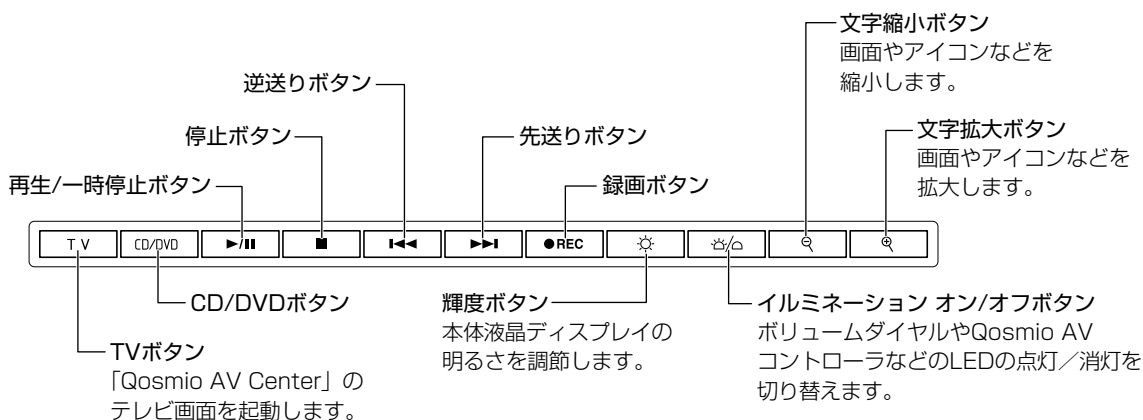 文字縮小ボタン
画面やアイコンなどを
縮小します。
逆送りボタン
停止ボタン
先送りボタン
文字拡大ボタン
画面やアイコンなどを
拡大します。
再生/一時停止ボタン
録画ボタン
TV CD/DVD ►/II ■ I◄◄ ►►I ●REC
CD/DVDボタン
TVボタン
「Qosmio AV Center」の
テレビ画面を起動します。
輝度ボタン
本体液晶ディスプレイの
明るさを調節します。
イルミネーション オン/オフボタン
ボリュームダイヤルやQosmio AV
コントローラなどのLEDの点灯／消灯を
切り替えます。